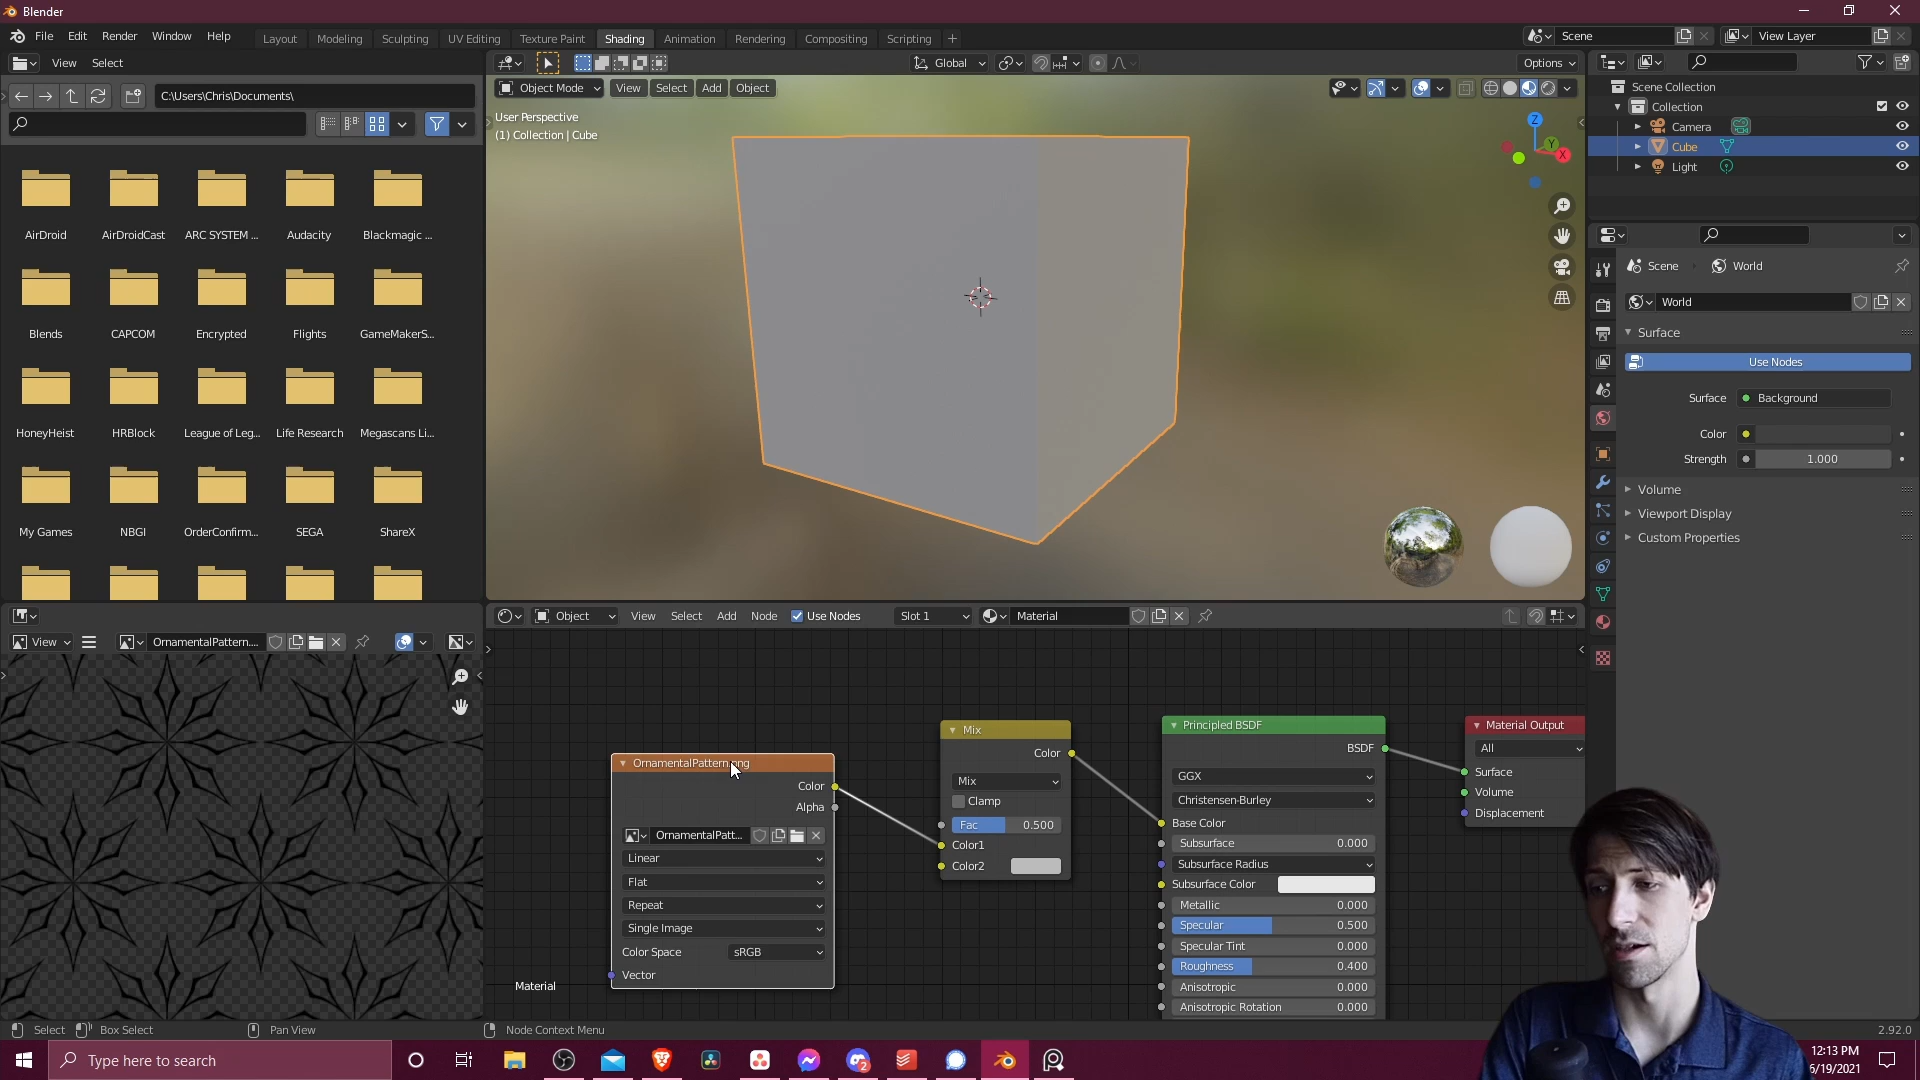 Blender
File Edit Render Window Help
Layout Modeling Sculpting UV Editing Texture Paint Shading Animation Rendering Compositing Scripting +
Scene
View Layer
View Select
Global
Options
C:\Users\Chris\Documents\
Object Mode View Select Add Object
User Perspective
(1) Collection | Cube
Z
Y
X
Scene Collection
Collection
Camera
Cube
Light
AirDroid AirDroidCast ARC SYSTEM ... Audacity Blackmagic ...
Blends CAPCOM Encrypted Flights GameMakerS...
HoneyHeist HRBlock League of Leg... Life Research Megascans Li...
My Games NBGI OrderConfirm... SEGA ShareX
Scene World
World
Surface
Use Nodes
Surface Background
Color
Strength 1.000
Volume
Viewport Display
Custom Properties
View OrnamentalPattern....
Object View Select Add Node Use Nodes Slot 1 Material
OrnamentalPattern.png
Color
Alpha
OrnamentalPatt...
Linear
Flat
Repeat
Single Image
Color Space sRGB
Vector
Material
Mix
Color
Mix
Clamp
Fac 0.500
Color1
Color2
Principled BSDF
BSDF
GGX
Christensen-Burley
Base Color
Subsurface 0.000
Subsurface Radius
Subsurface Color
Metallic 0.000
Specular 0.500
Specular Tint 0.000
Roughness 0.400
Anisotropic 0.000
Anisotropic Rotation 0.000
Material Output
All
Surface
Volume
Displacement
Select Box Select Pan View Node Context Menu
2.92.0
Type here to search
2
12:13 PM
6/19/2021